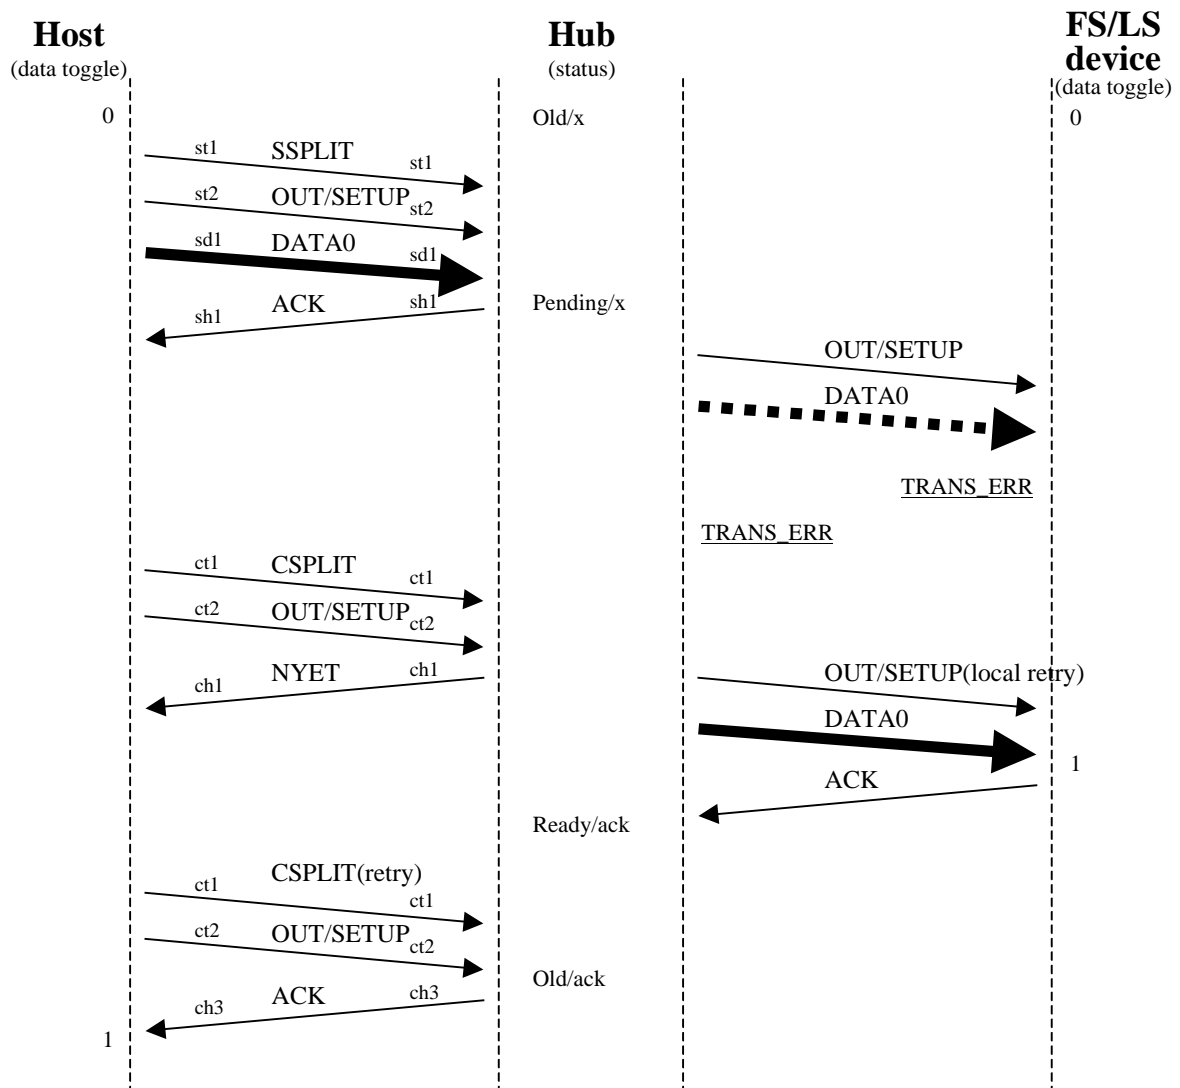 Host
(data toggle)
Hub
(status)
FS/LS
device
(data toggle)
0
Old/x
0
st1 SSPLIT st1
st2 OUT/SETUP st2
sd1 DATA0 sd1
sh1 ACK sh1
Pending/x
OUT/SETUP
DATA0
TRANS_ERR
TRANS_ERR
ct1 CSPLIT ct1
ct2 OUT/SETUP ct2
ch1 NYET ch1
OUT/SETUP(local retry)
DATA0
1
ACK
Ready/ack
ct1 CSPLIT(retry) ct1
ct2 OUT/SETUP ct2
Old/ack
ch3 ACK ch3
1